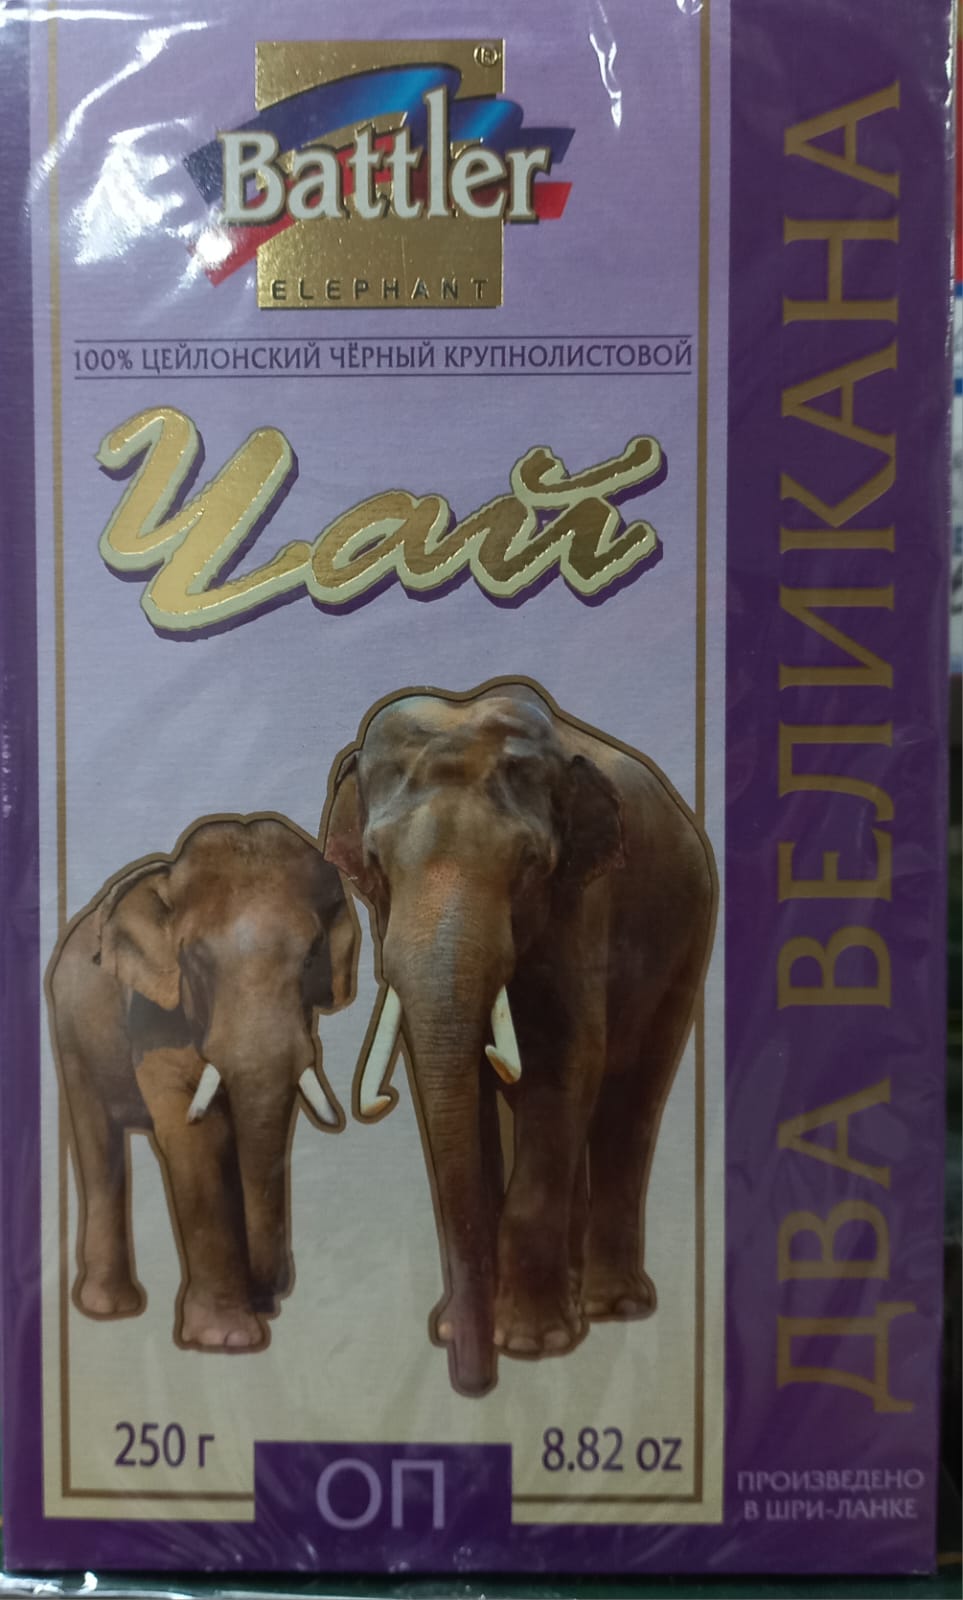 Battler
®
ELEPHANT
100% ЦЕЙЛОНСКИЙ ЧЁРНЫЙ КРУПНОЛИСТОВОЙ
Чай
ДВА ВЕЛИКАНА
250 г
8.82 oz
ОП
ПРОИЗВЕДЕНО
В ШРИ-ЛАНКЕ